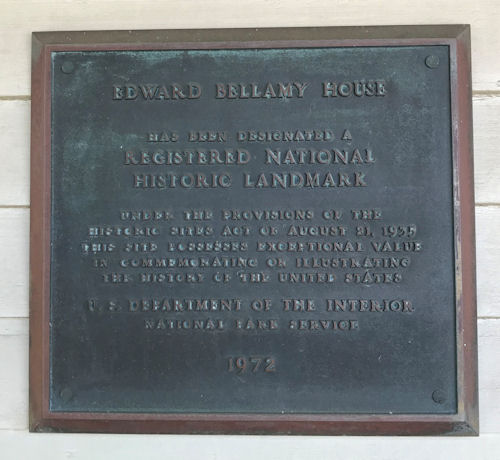 EDWARD BELLAMY HOUSE
HAS BEEN DESIGNATED A
REGISTERED NATIONAL
HISTORIC LANDMARK
UNDER THE PROVISIONS OF THE
HISTORIC SITES ACT OF AUGUST 21, 1935
THIS SITE POSSESSES EXCEPTIONAL VALUE
IN COMMEMORATING OR ILLUSTRATING
THE HISTORY OF THE UNITED STATES
U. S. DEPARTMENT OF THE INTERIOR
NATIONAL PARK SERVICE
1972